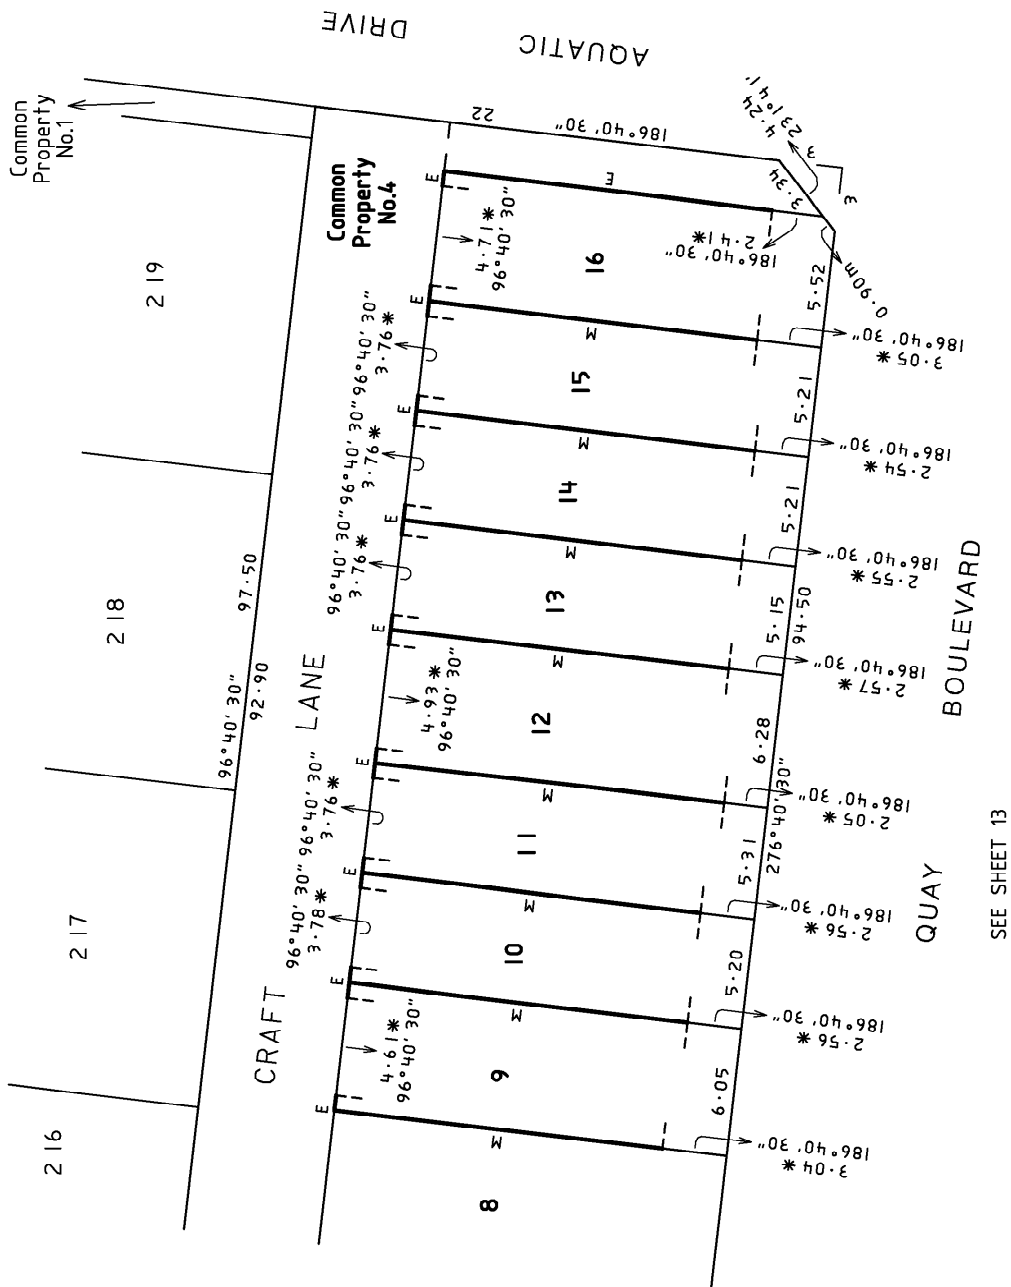 DRIVE
AQUATIC
Common
Property
No.1
22
186°40'30"
3
4·24
231°41'
3
3
3·34
0·90m
Common
Property
No.4
E
E
219
4·71*
96°40'30"
186°40'30"
2·41*
16
5·52
E
M
186°40'30"
3·05*
96°40'30"
3·76*
15
5·21
E
M
186°40'30"
2·54*
96°40'30"
3·76*
14
5·21
E
M
186°40'30"
2·55*
96°40'30"
3·76*
13
5·15
94·50
E
M
186°40'30"
2·57*
218
97·50
96°40'30"
92·90
LANE
4·93*
96°40'30"
12
6·28
BOULEVARD
E
M
186°40'30"
2·05*
96°40'30"
3·76*
11
5·31
276°40'30"
E
M
186°40'30"
2·56*
217
96°40'30"
3·78*
10
5·20
QUAY
SEE SHEET 13
E
M
186°40'30"
2·56*
CRAFT
4·61*
96°40'30"
9
6·05
E
M
186°40'30"
3·04*
216
8